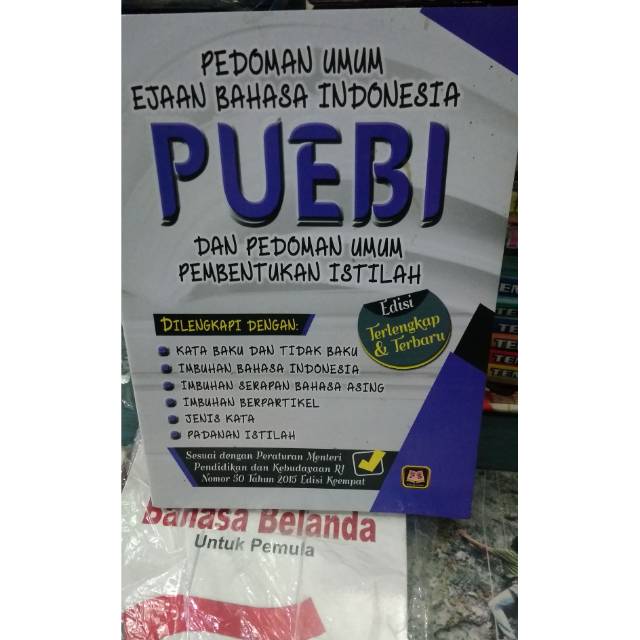 PEDOMAN UMUM
EJAAN BAHASA INDONESIA
PUEBI
DAN PEDOMAN UMUM
PEMBENTUKAN ISTILAH
Edisi
Terlengkap
& Terbaru
DILENGKAPI DENGAN:
KATA BAKU DAN TIDAK BAKU
IMBUHAN BAHASA INDONESIA
IMBUHAN SERAPAN BAHASA ASING
IMBUHAN BERPARTIKEL
JENIS KATA
PADANAN ISTILAH
Sesuai dengan Peraturan Menteri
Pendidikan dan Kebudayaan RI
Nomor 50 Tahun 2015 Edisi Keempat
Bahasa Belanda
Untuk Pemula